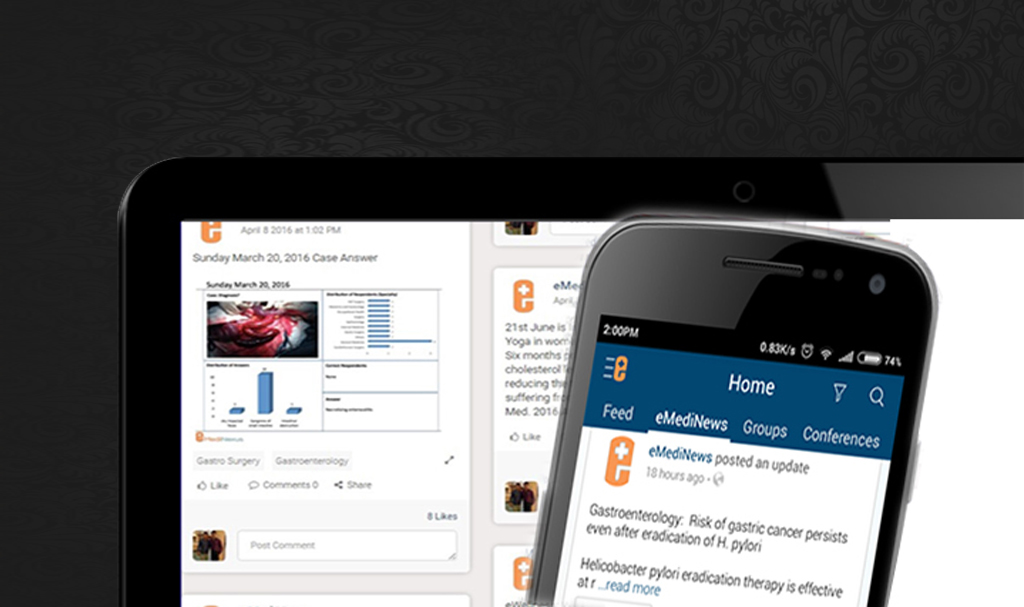 April 8 2016 at 1:02 PM
Sunday March 20, 2016 Case Answer
Sunday March 20, 2016
Case: Diagnosis?
Distribution of Respondents (Specialty)
Distribution of Answers
Correct Respondents
None
Answer
Necrotizing enterocolitis
eMediNexus
Gastro Surgery Gastroenterology
Like Comments 0 Share
8 Likes
Post Comment
eMe
April
21st June is
Yoga in wom
Six months p
cholesterol l
reducing the
suffering fro
Med. 2016
Like
2:00PM
0.83K/s 74%
Home
Feed eMediNews Groups Conferences
eMediNews posted an update
18 hours ago
Gastroenterology: Risk of gastric cancer persists
even after eradication of H. pylori
Helicobacter pylori eradication therapy is effective
at r ...read more